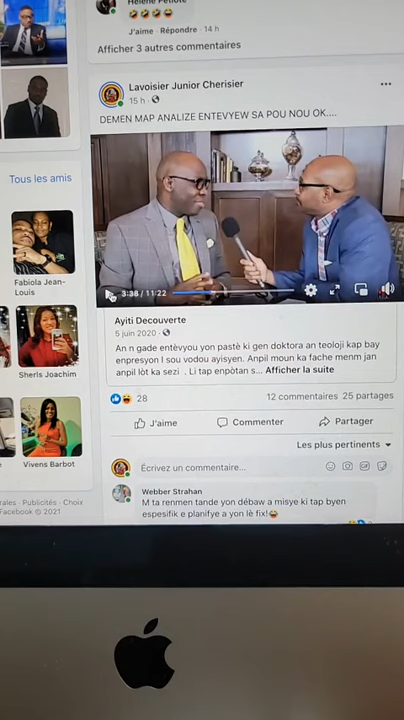 Hélène Petiote
J'aime · Répondre · 14 h
Afficher 3 autres commentaires
Lavoisier Junior Cherisier
15 h ·
DEMEN MAP ANALIZE ENTEVYEW SA POU NOU OK....
Tous les amis
Fabiola Jean-
Louis
Sherls Joachim
Vivens Barbot
3:38 / 11:22
Ayiti Decouverte
5 juin 2020 ·
An n gade entèvyou yon pastè ki gen doktora an teoloji kap bay
enpresyon l sou vodou ayisyen. Anpil moun ka fache menm jan
anpil lòt ka sezi . Li tap enpòtan s... Afficher la suite
28
12 commentaires 25 partages
J'aime
Commenter
Partager
Les plus pertinents
Écrivez un commentaire...
GIF
Webber Strahan
M ta renmen tande yon débaw a misye ki tap byen
espesifik e planifye a yon lè fix!
rales · Publicités · Choix
Facebook © 2021